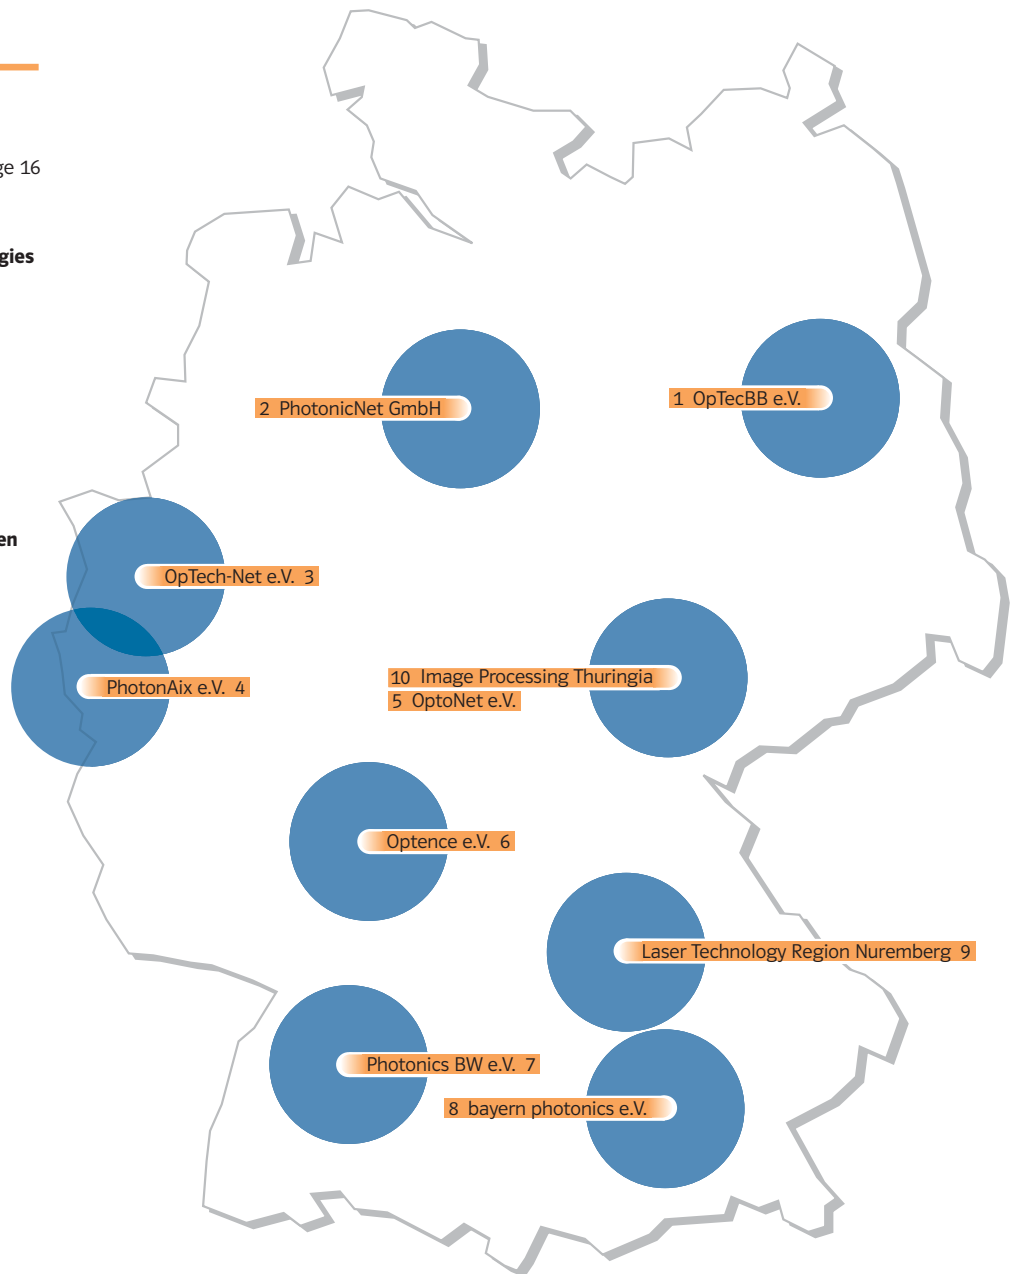 ge 16
gies
2 PhotonicNet GmbH
1 OpTecBB e.V.
en
OpTech-Net e.V. 3
10 Image Processing Thuringia
PhotonAix e.V. 4
5 OptoNet e.V.
Optence e.V. 6
Laser Technology Region Nuremberg 9
Photonics BW e.V. 7
8 bayern photonics e.V.